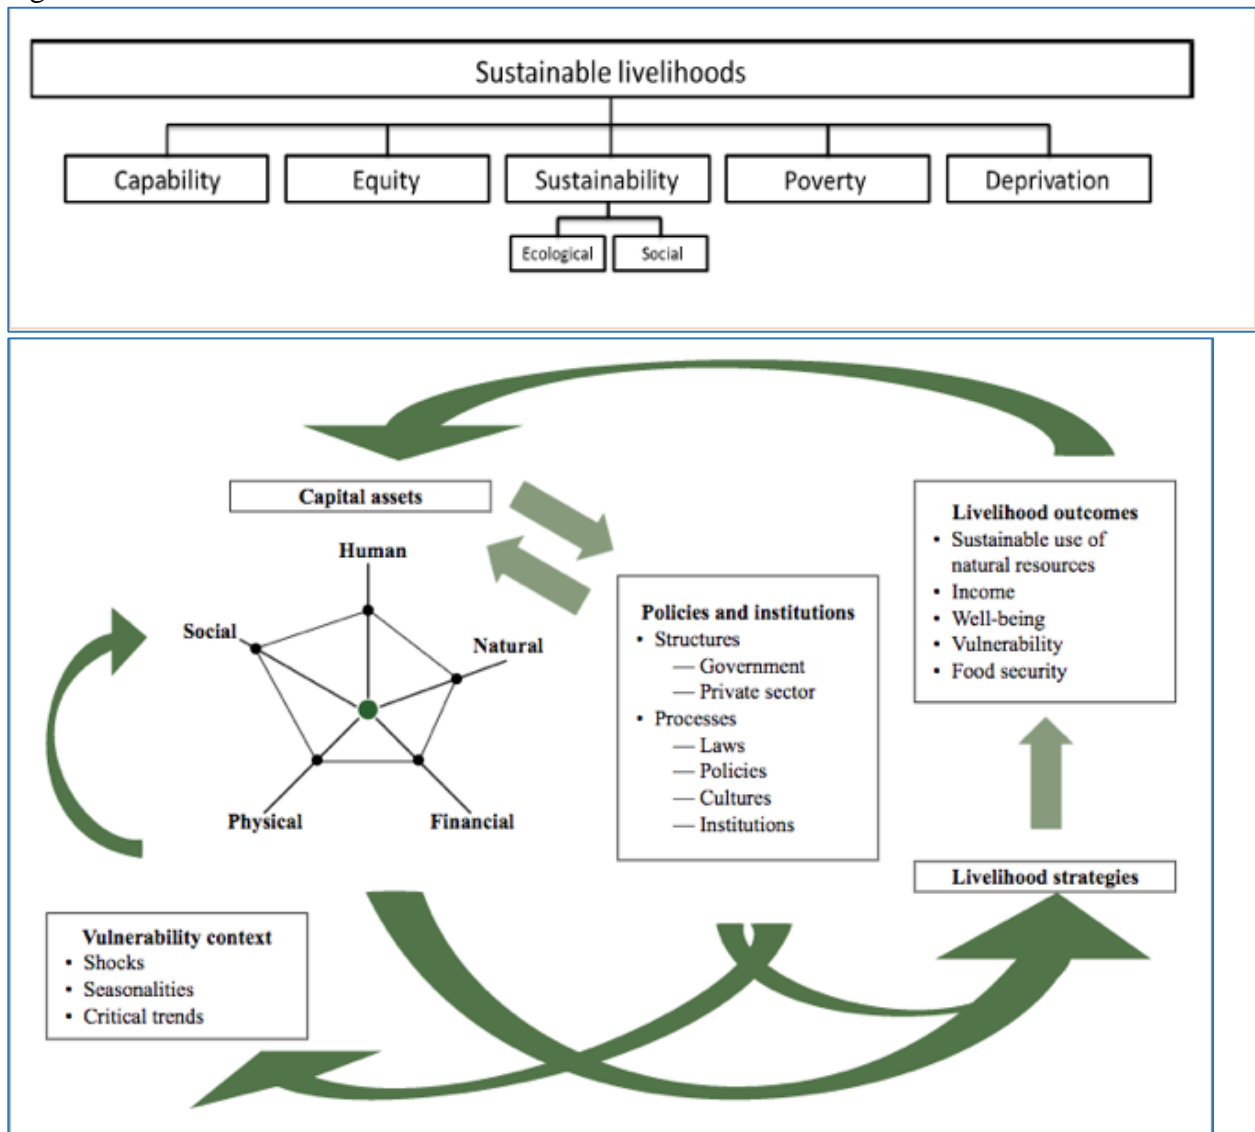 Sustainable livelihoods
Capability
Equity
Sustainability
Poverty
Deprivation
Ecological
Social
Capital assets
Human
Social
Natural
Physical
Financial
Policies and institutions
• Structures
— Government
— Private sector
• Processes
— Laws
— Policies
— Cultures
— Institutions
Livelihood outcomes
• Sustainable use of
natural resources
• Income
• Well-being
• Vulnerability
• Food security
Livelihood strategies
Vulnerability context
• Shocks
• Seasonalities
• Critical trends